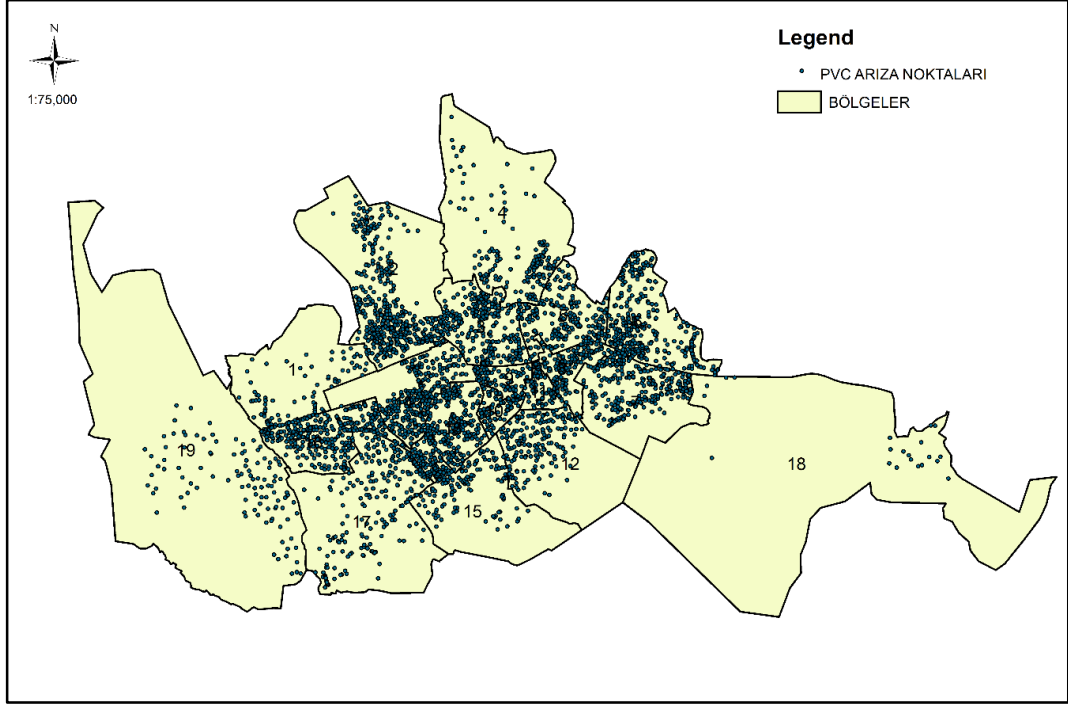 N
1:75,000
Legend
PVC ARIZA NOKTALARI
BÖLGELER
4
2
1
19
12
18
15
17